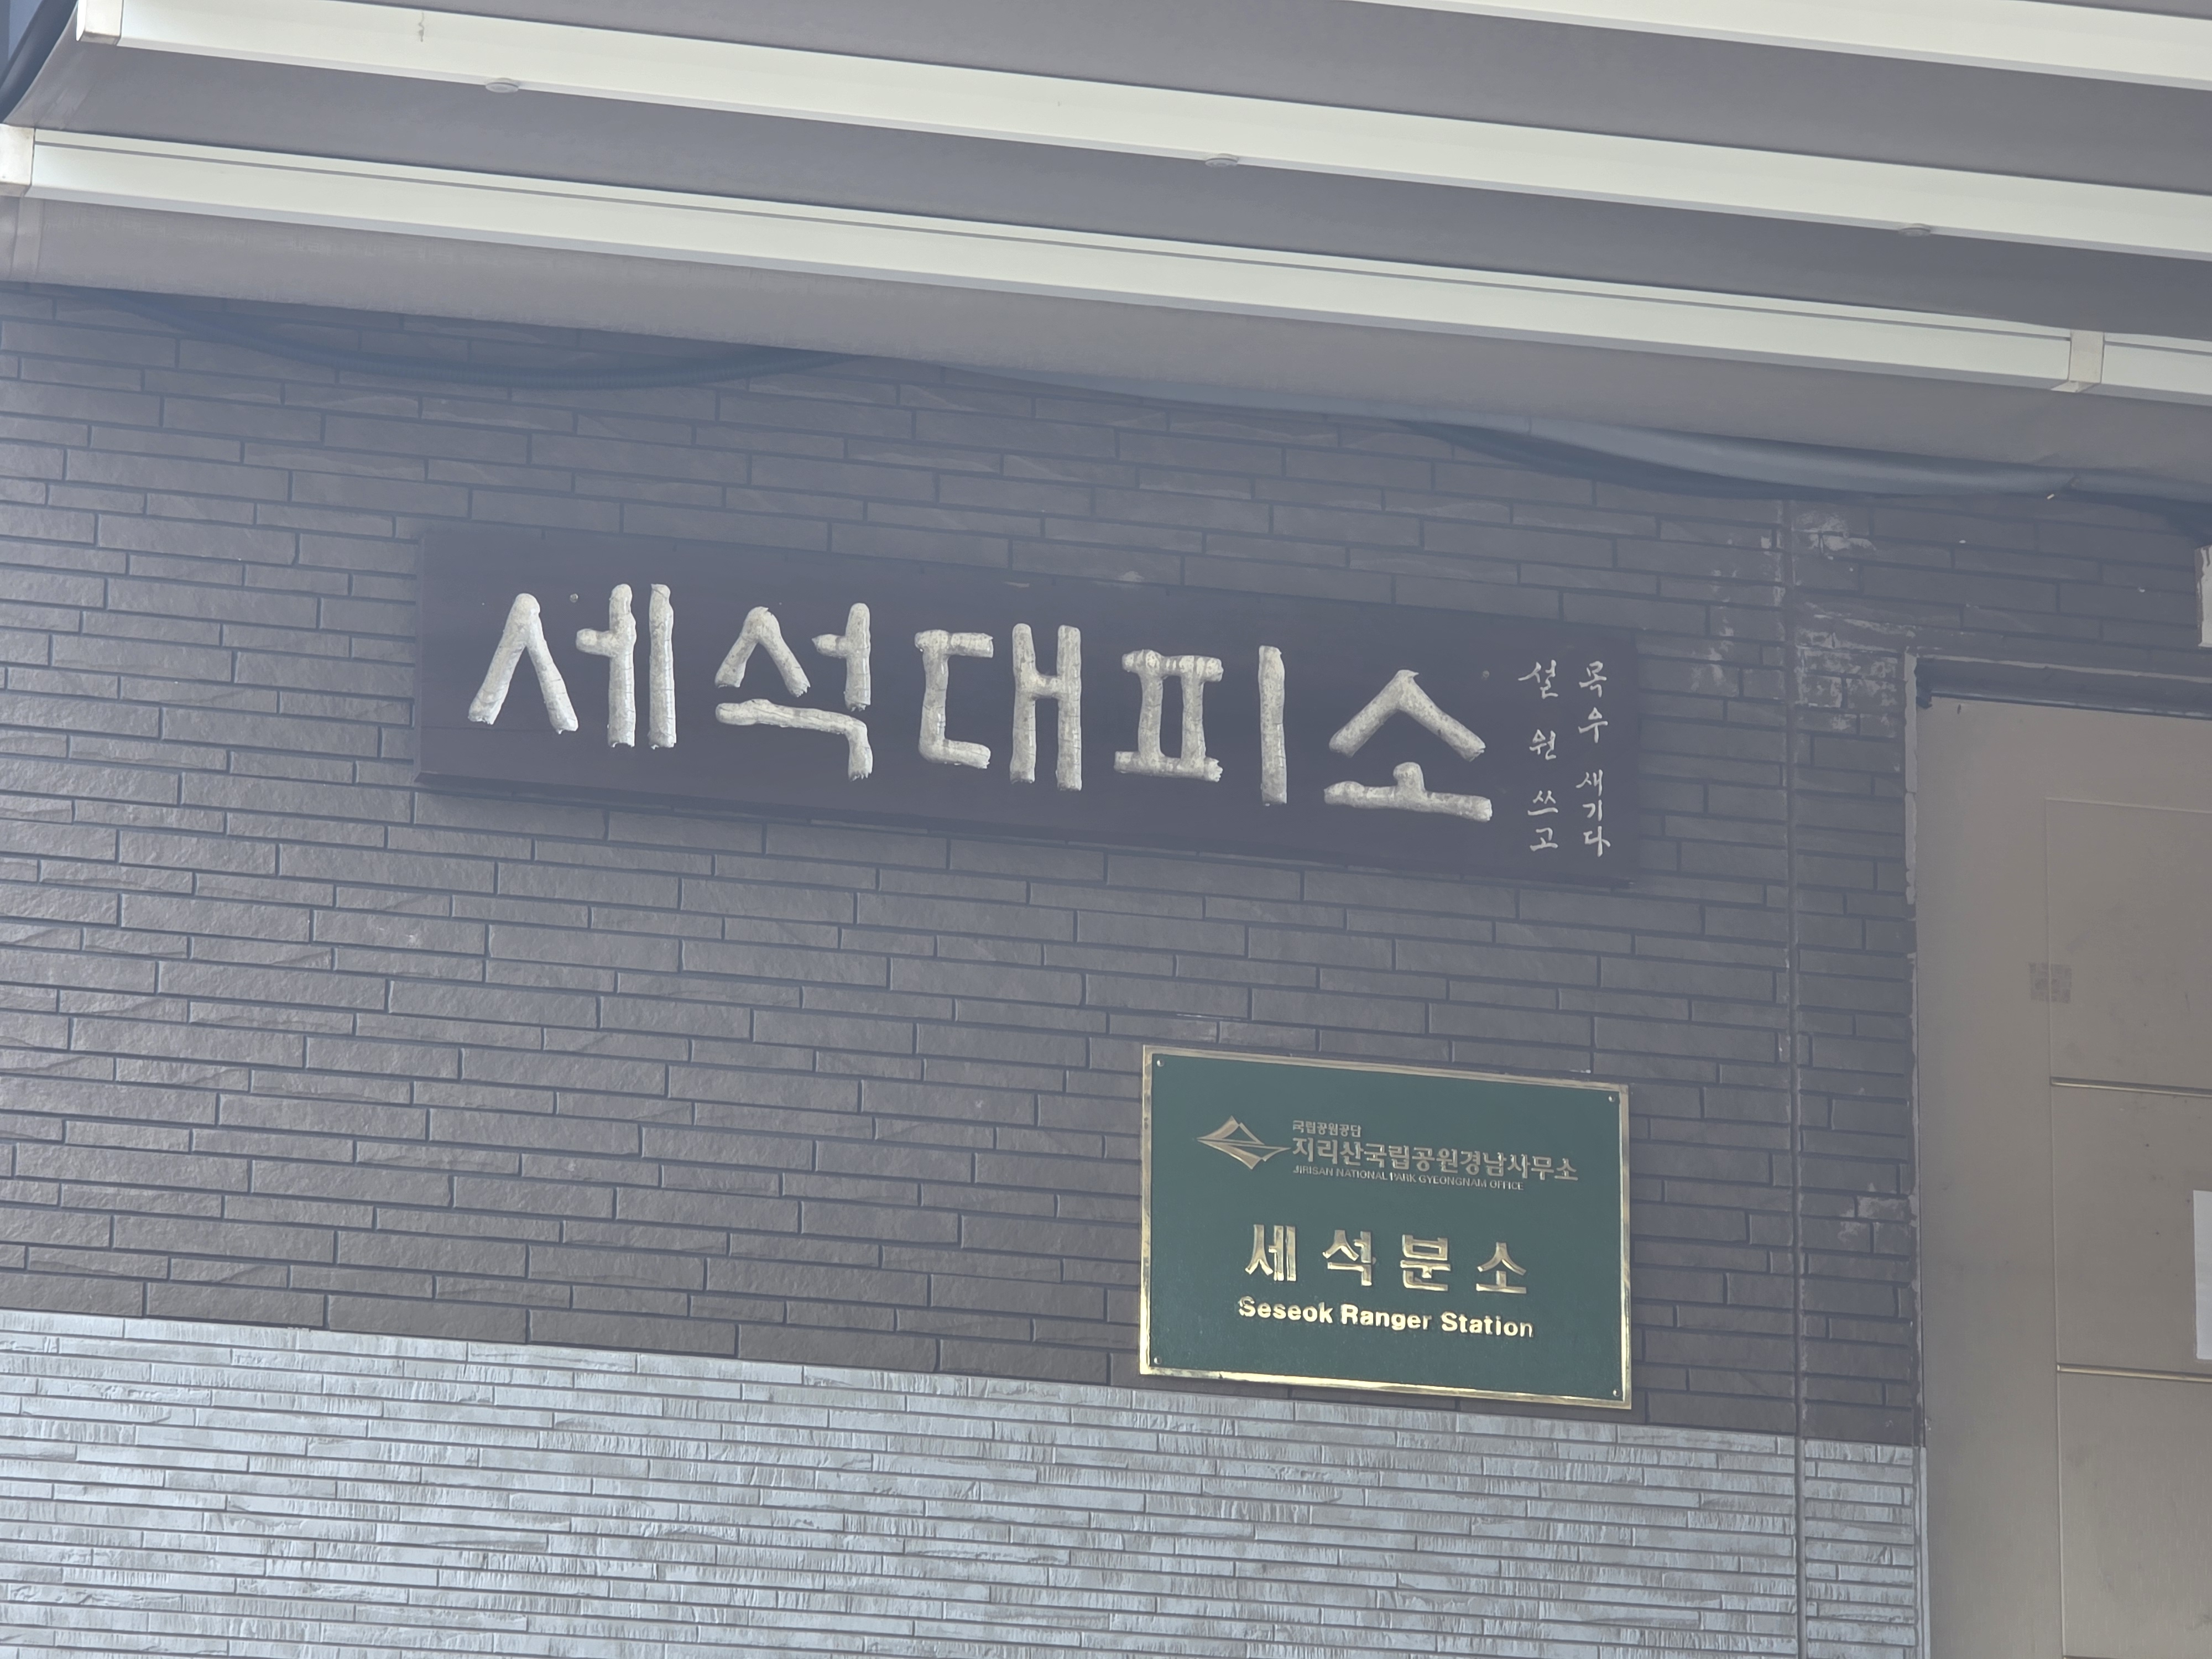 세석대피소
설원 쓰고
목우 새기다
국립공원공단
지리산국립공원경남사무소
JIRISAN NATIONAL PARK GYEONGNAM OFFICE
세석분소
Seseok Ranger Station